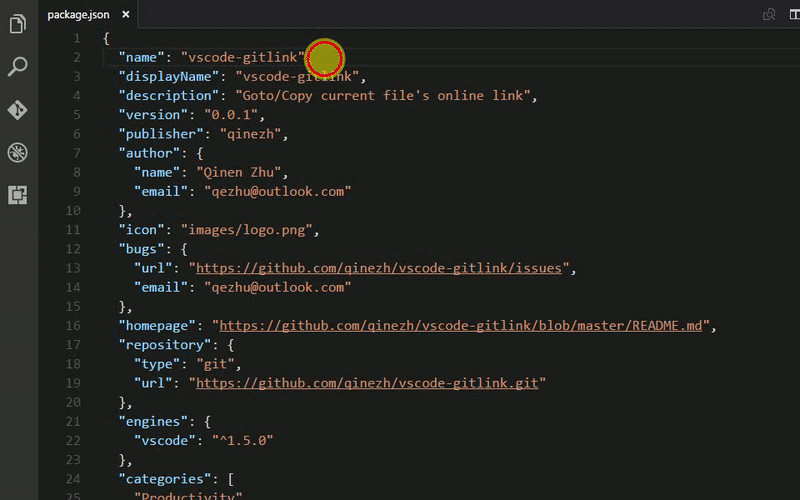 package.json ×
1 {
2 "name": "vscode-gitlink"
3 "displayName": "vscode-gitlink",
4 "description": "Goto/Copy current file's online link",
5 "version": "0.0.1",
6 "publisher": "qinezh",
7 "author": {
8 "name": "Qinen Zhu",
9 "email": "qezhu@outlook.com"
10 },
11 "icon": "images/logo.png",
12 "bugs": {
13 "url": "https://github.com/qinezh/vscode-gitlink/issues",
14 "email": "qezhu@outlook.com"
15 },
16 "homepage": "https://github.com/qinezh/vscode-gitlink/blob/master/README.md",
17 "repository": {
18 "type": "git",
19 "url": "https://github.com/qinezh/vscode-gitlink.git"
20 },
21 "engines": {
22 "vscode": "^1.5.0"
23 },
24 "categories": [
25 "Productivity"